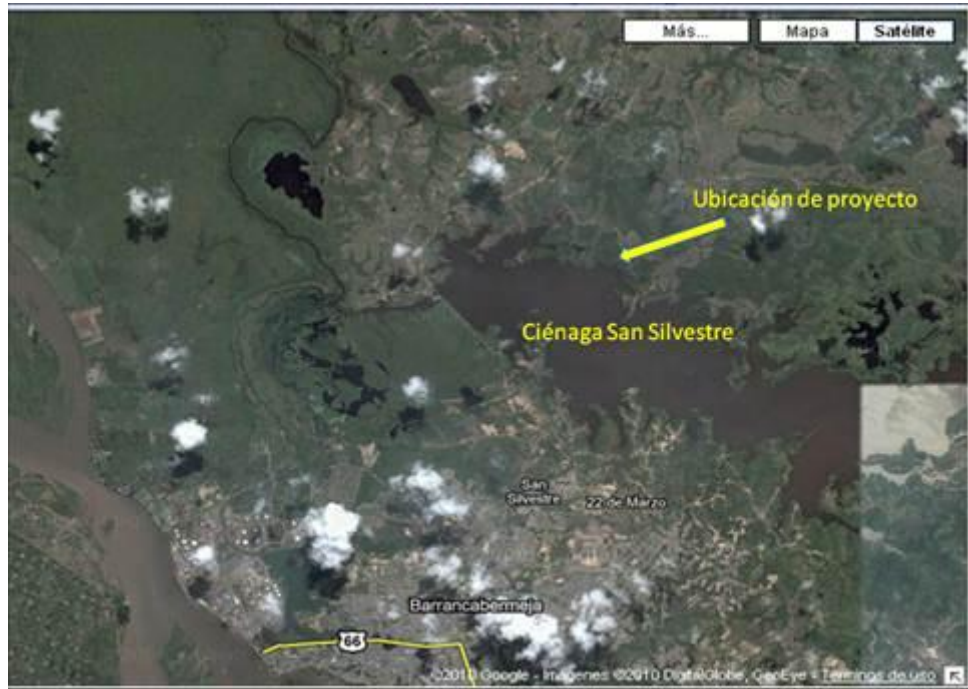 Más... Mapa Satélite
Ubicación de proyecto
Ciénaga San Silvestre
San
Silvestre
22 de Marzo
Barrancabermeja
66
©2010 Google - Imágenes ©2010 DigitalGlobe, GeoEye - Términos de uso